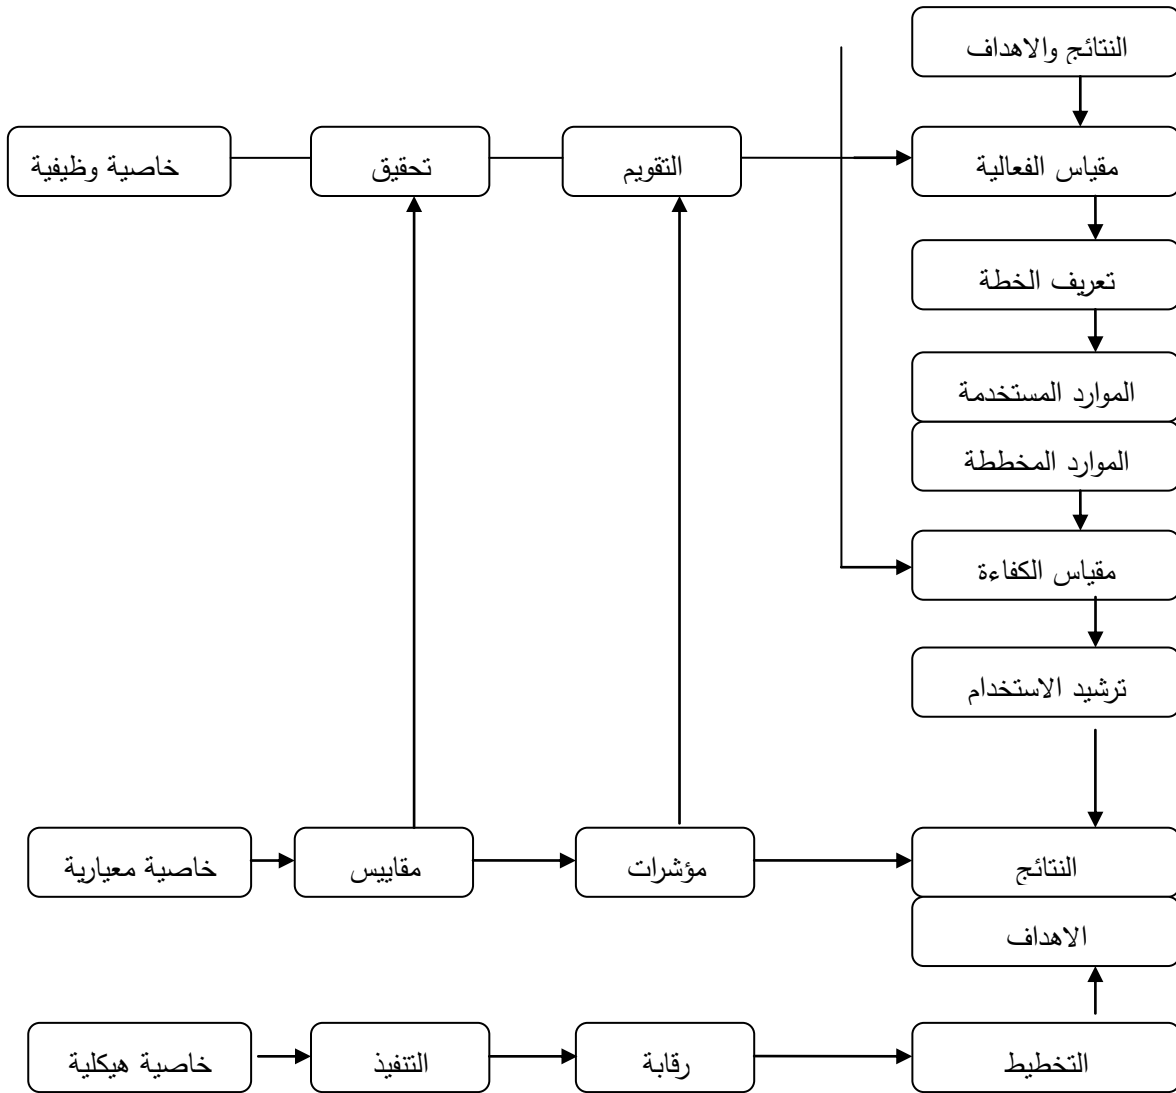 النتائج والاهداف
خاصية وظيفية
تحقيق
التقويم
مقياس الفعالية
تعريف الخطة
الموارد المستخدمة
الموارد المخططة
مقياس الكفاءة
ترشيد الاستخدام
خاصية معيارية
مقاييس
مؤشرات
النتائج
الاهداف
خاصية هيكلية
التنفيذ
رقابة
التخطيط